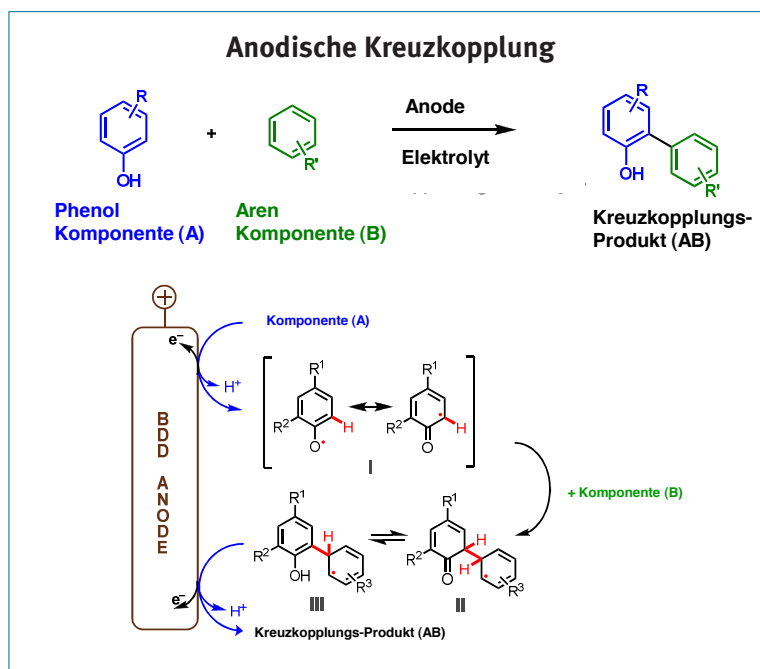 Anodische Kreuzkopplung
R
+
R'
OH
Anode
Elektrolyt
R
OH
R'
Phenol
Komponente (A)
Aren
Komponente (B)
Kreuzkopplungs-
Produkt (AB)
+
e⁻
Komponente (A)
H⁺
R¹
R²
H
O•
R¹
O
H
I
BDD ANODE
+ Komponente (B)
R¹
H
R²
OH
R³
III
R¹
H
R²
H
O
R³
II
e⁻
H⁺
Kreuzkopplungs-Produkt (AB)